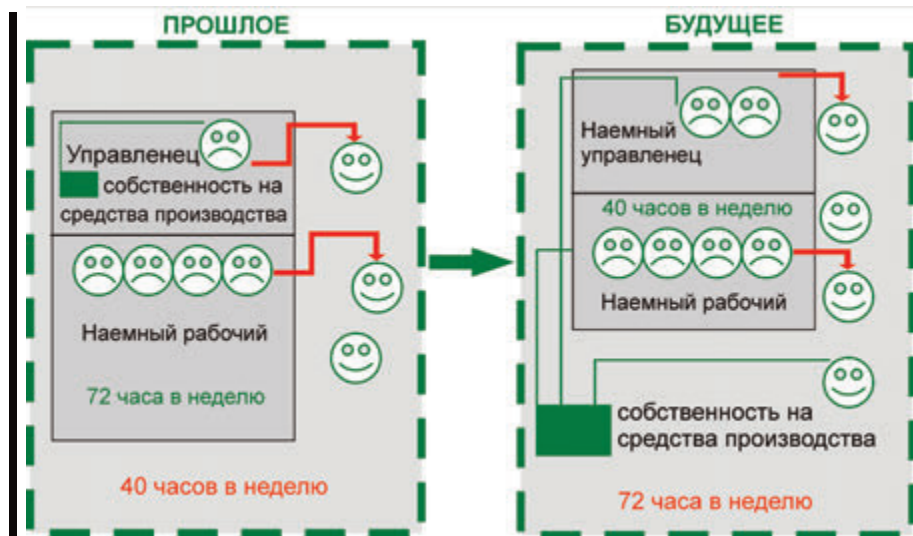 ПРОШЛОЕ
Управленец
собственность на
средства производства
Наемный рабочий
72 часа в неделю
40 часов в неделю
БУДУЩЕЕ
Наемный
управленец
40 часов в неделю
Наемный рабочий
собственность на
средства производства
72 часа в неделю